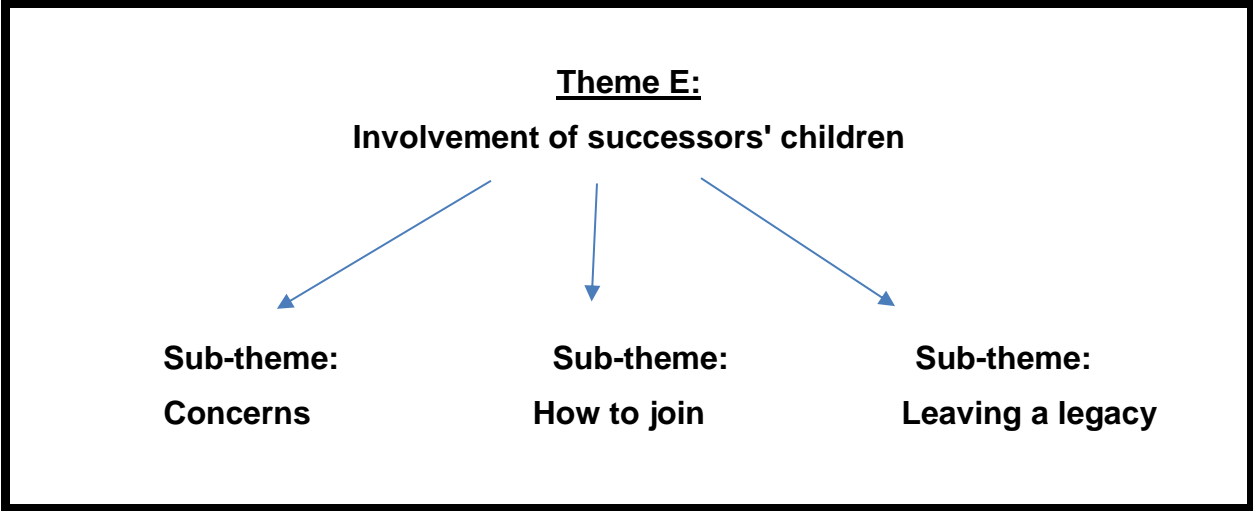 Theme E:
Involvement of successors' children
Sub-theme: Sub-theme: Sub-theme:
Concerns How to join Leaving a legacy